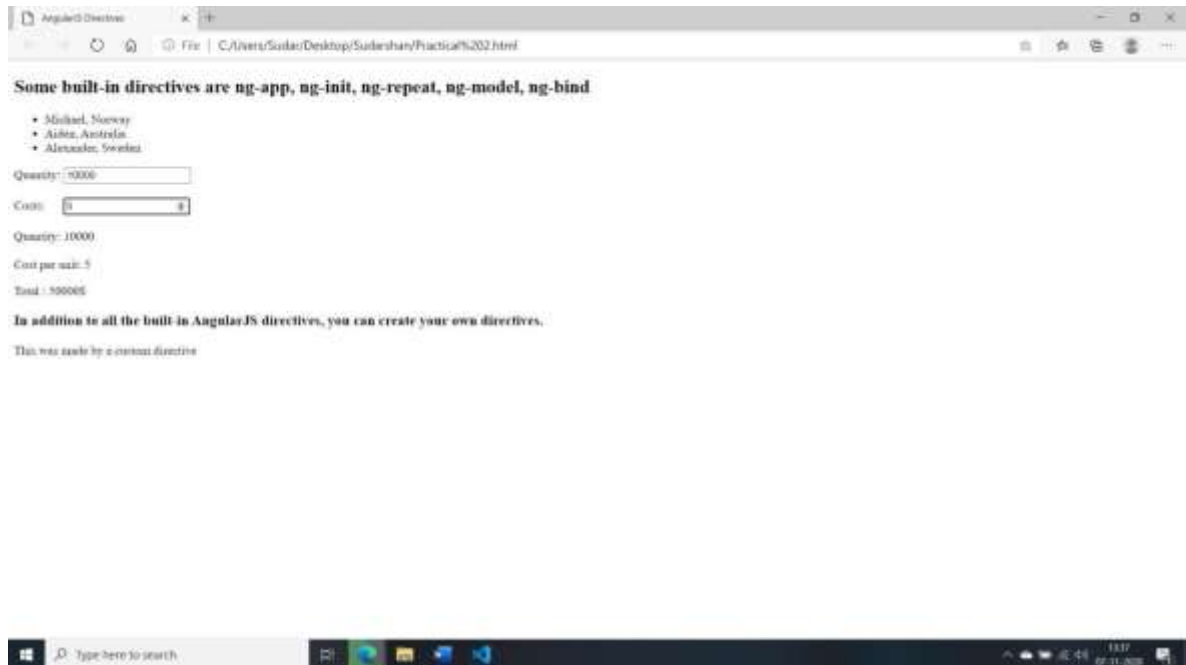 AngularJS Directives
File | C:/Users/Sudar/Desktop/Sudarshan/Practical%202.html
Some built-in directives are ng-app, ng-init, ng-repeat, ng-model, ng-bind
Michael, Norway
Aiden, Australia
Alexander, Sweden
Quantity: 10000
Costs: 5
Quantity: 10000
Cost per unit: 5
Total :
In addition to all the built-in AngularJS directives, you can create your own directives.
This was made by a custom directive
Type here to search
13:37